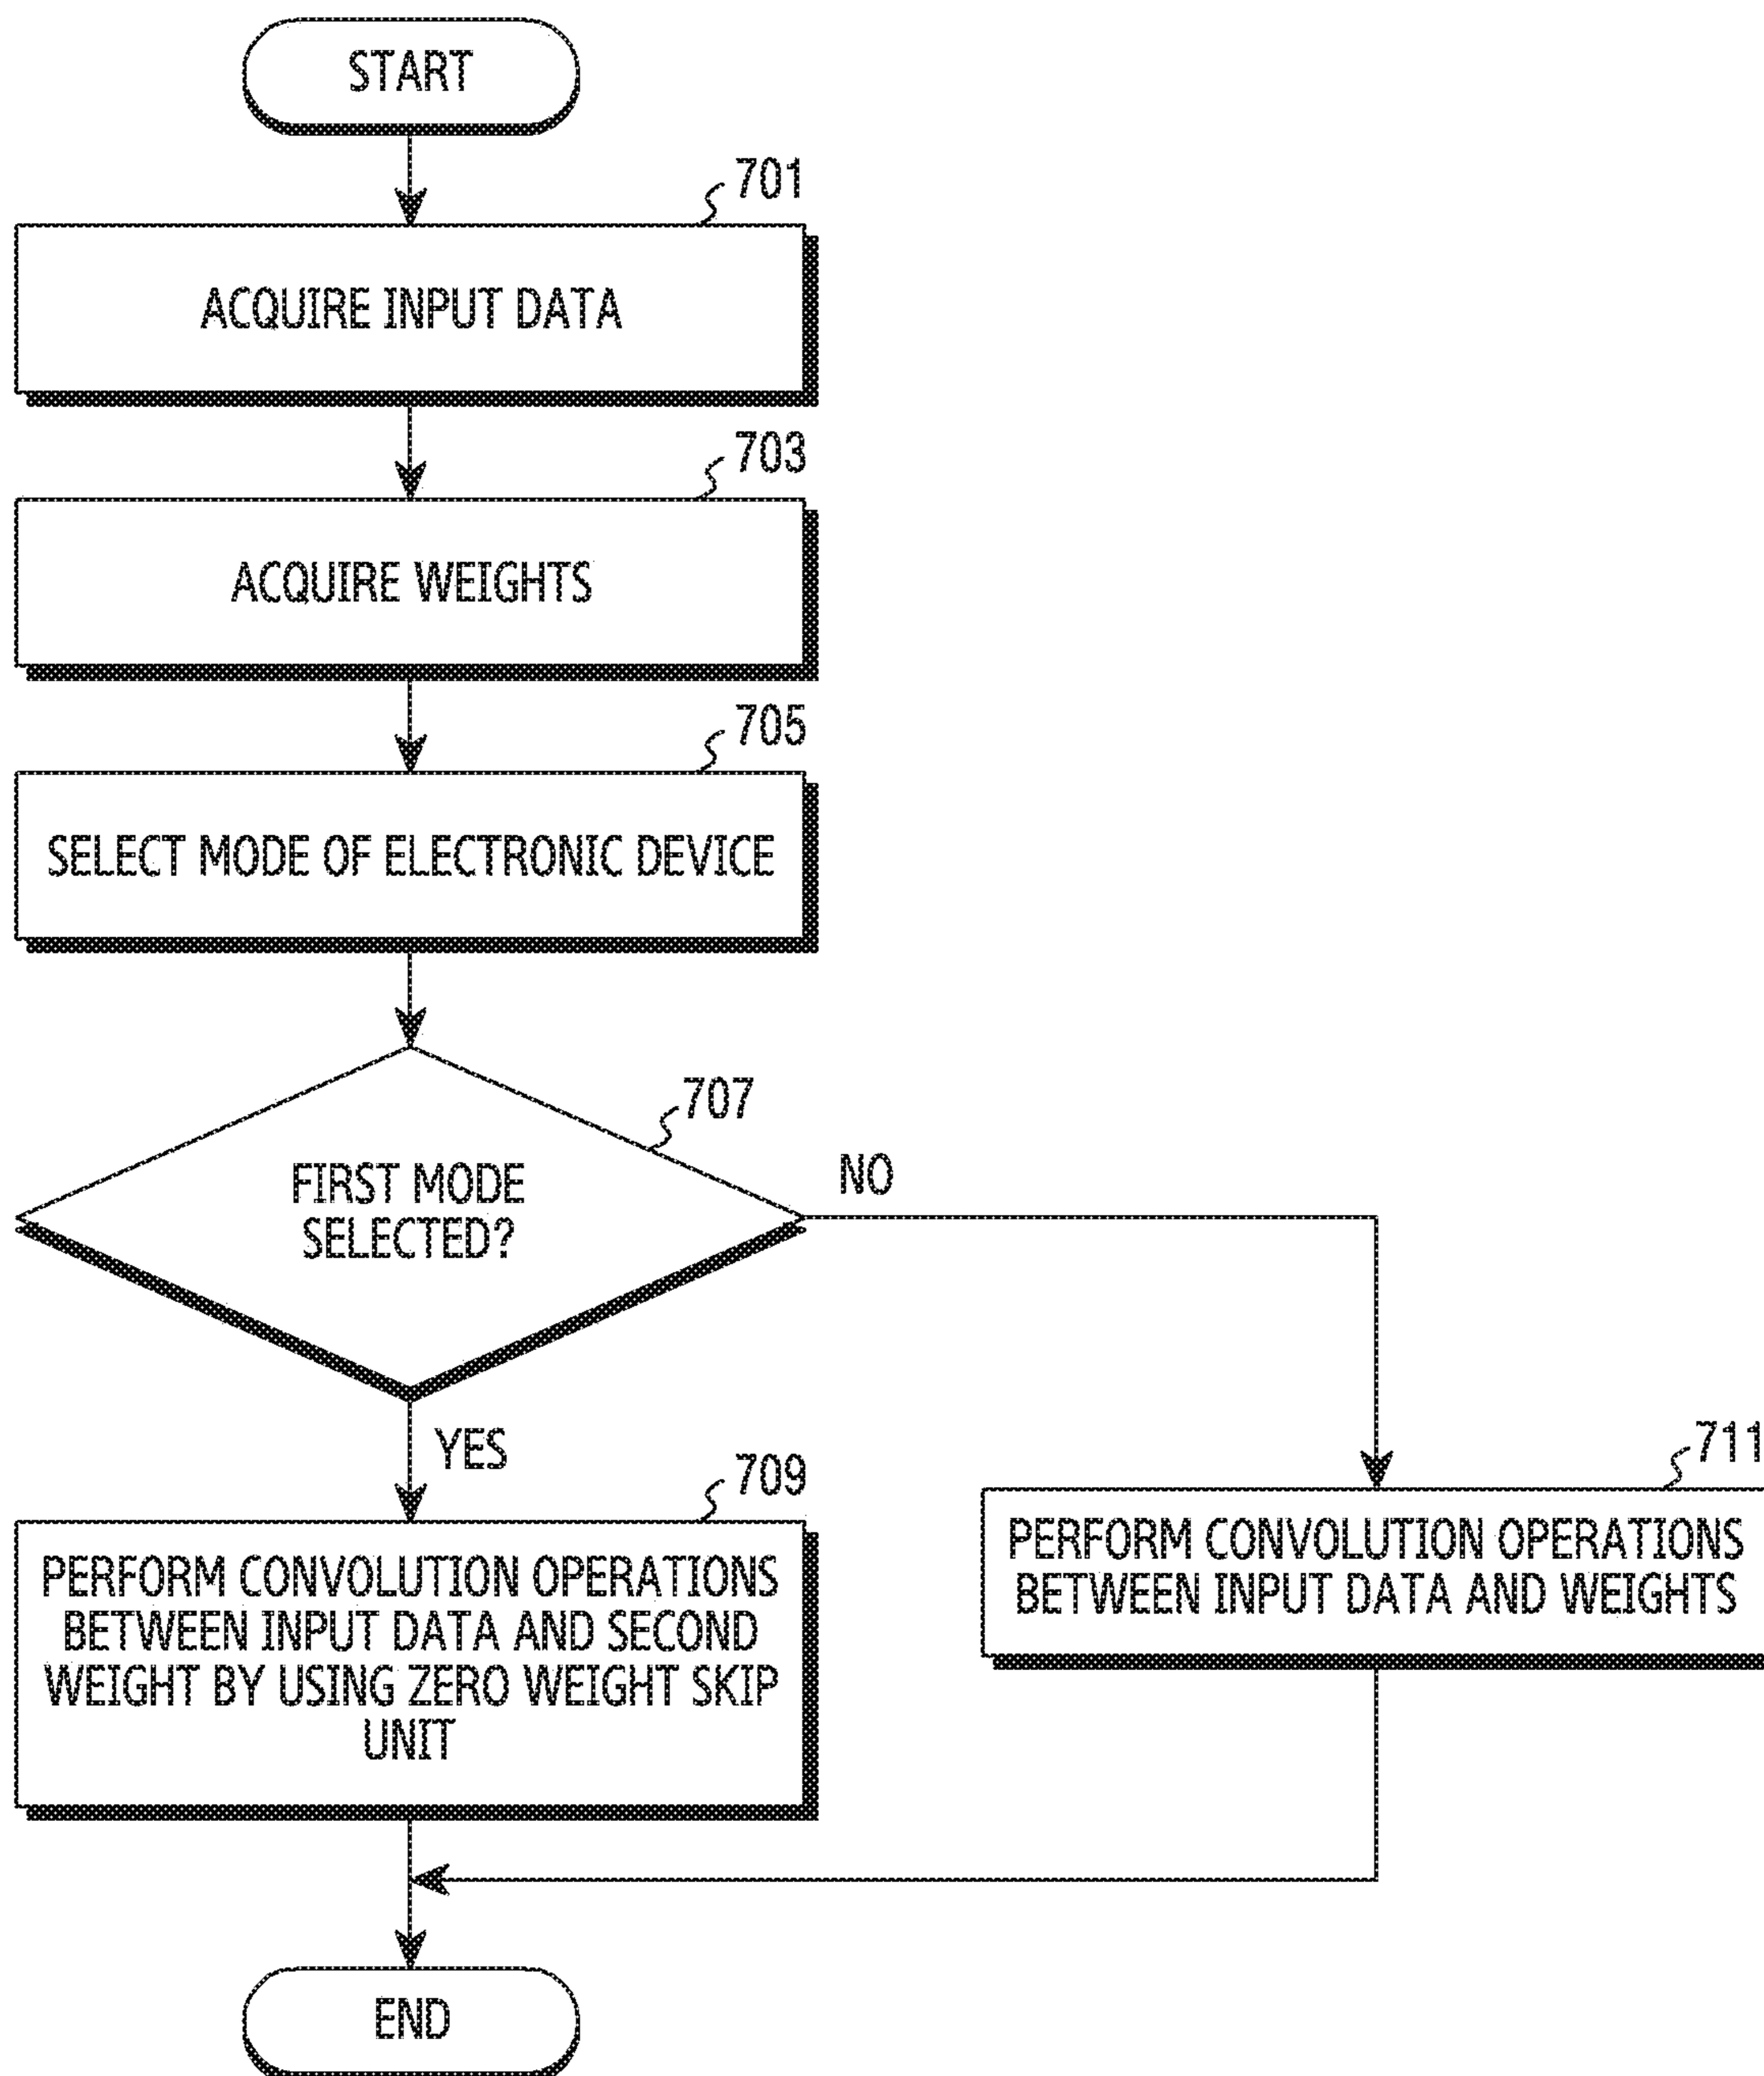 START
701
ACQUIRE INPUT DATA
703
ACQUIRE WEIGHTS
705
SELECT MODE OF ELECTRONIC DEVICE
707
FIRST MODE
SELECTED?
NO
YES
709
PERFORM CONVOLUTION OPERATIONS
BETWEEN INPUT DATA AND SECOND
WEIGHT BY USING ZERO WEIGHT SKIP
UNIT
711
PERFORM CONVOLUTION OPERATIONS
BETWEEN INPUT DATA AND WEIGHTS
END